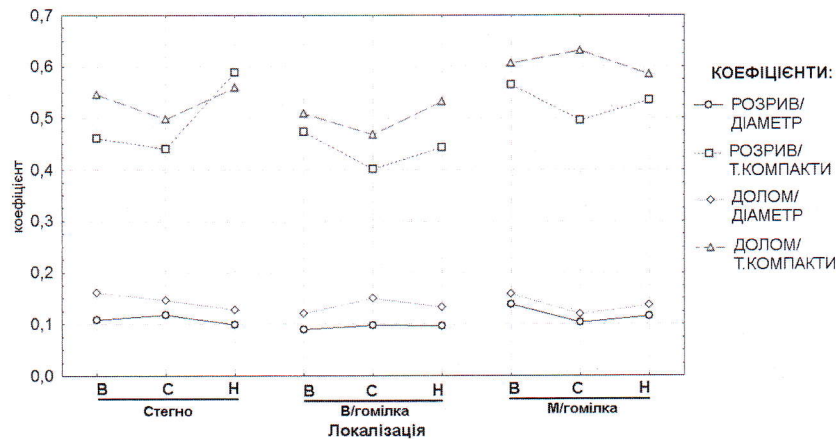 0,7
0,6
0,5
0,4
0,3
0,2
0,1
0,0
коефіцієнт
В С Н В С Н В С Н
Стегно В/гомілка М/гомілка
Локалізація
КОЕФІЦІЄНТИ:
РОЗРИВ/
ДІАМЕТР
РОЗРИВ/
Т.КОМПАКТИ
ДОЛОМ/
ДІАМЕТР
ДОЛОМ/
Т.КОМПАКТИ